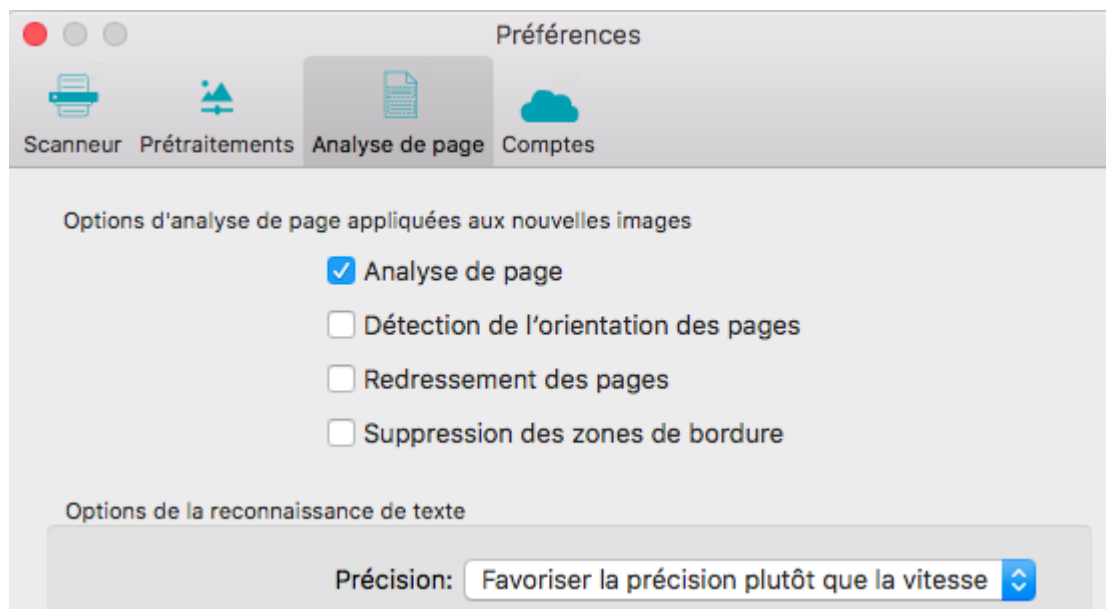 Préférences
Scanneur Prétraitements Analyse de page Comptes
Options d'analyse de page appliquées aux nouvelles images
Analyse de page
Détection de l'orientation des pages
Redressement des pages
Suppression des zones de bordure
Options de la reconnaissance de texte
Précision: Favoriser la précision plutôt que la vitesse